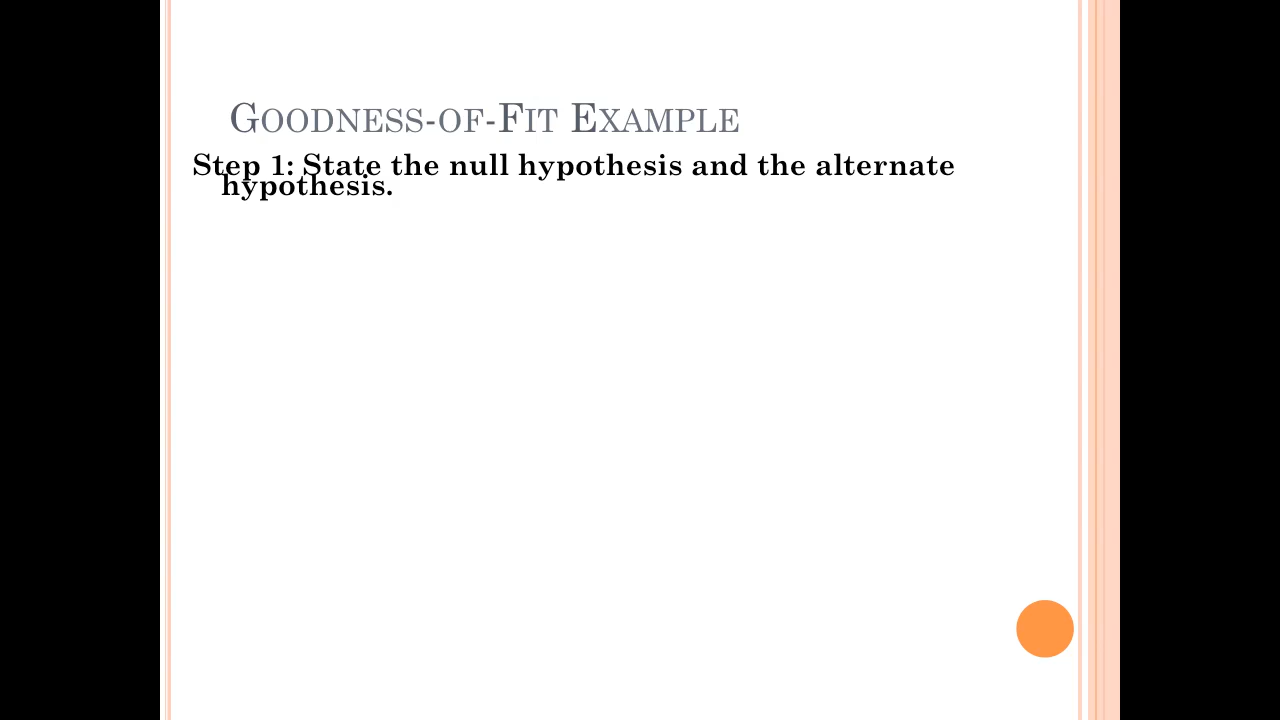 Goodness-of-Fit Example
Step 1: State the null hypothesis and the alternate
hypothesis.